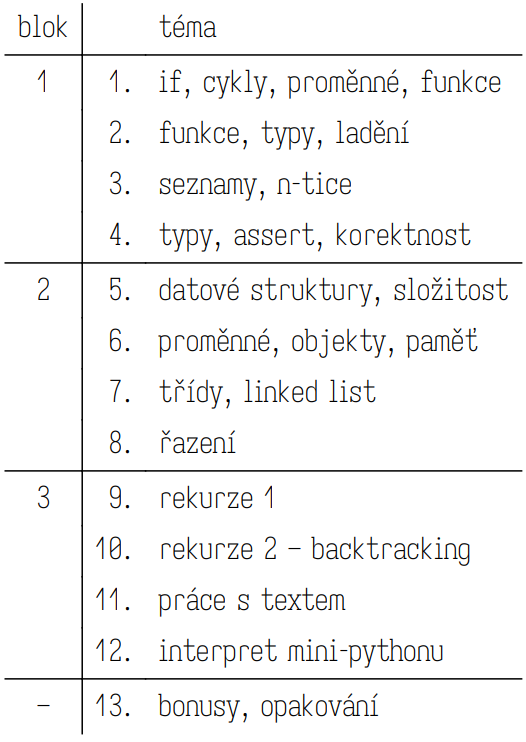 blok téma
1 1. if, cykly, proměnné, funkce
2. funkce, typy, ladění
3. seznamy, n-tice
4. typy, assert, korektnost
2 5. datové struktury, složitost
6. proměnné, objekty, paměť
7. třídy, linked list
8. řazení
3 9. rekurze 1
10. rekurze 2 – backtracking
11. práce s textem
12. interpret mini-pythonu
– 13. bonusy, opakování